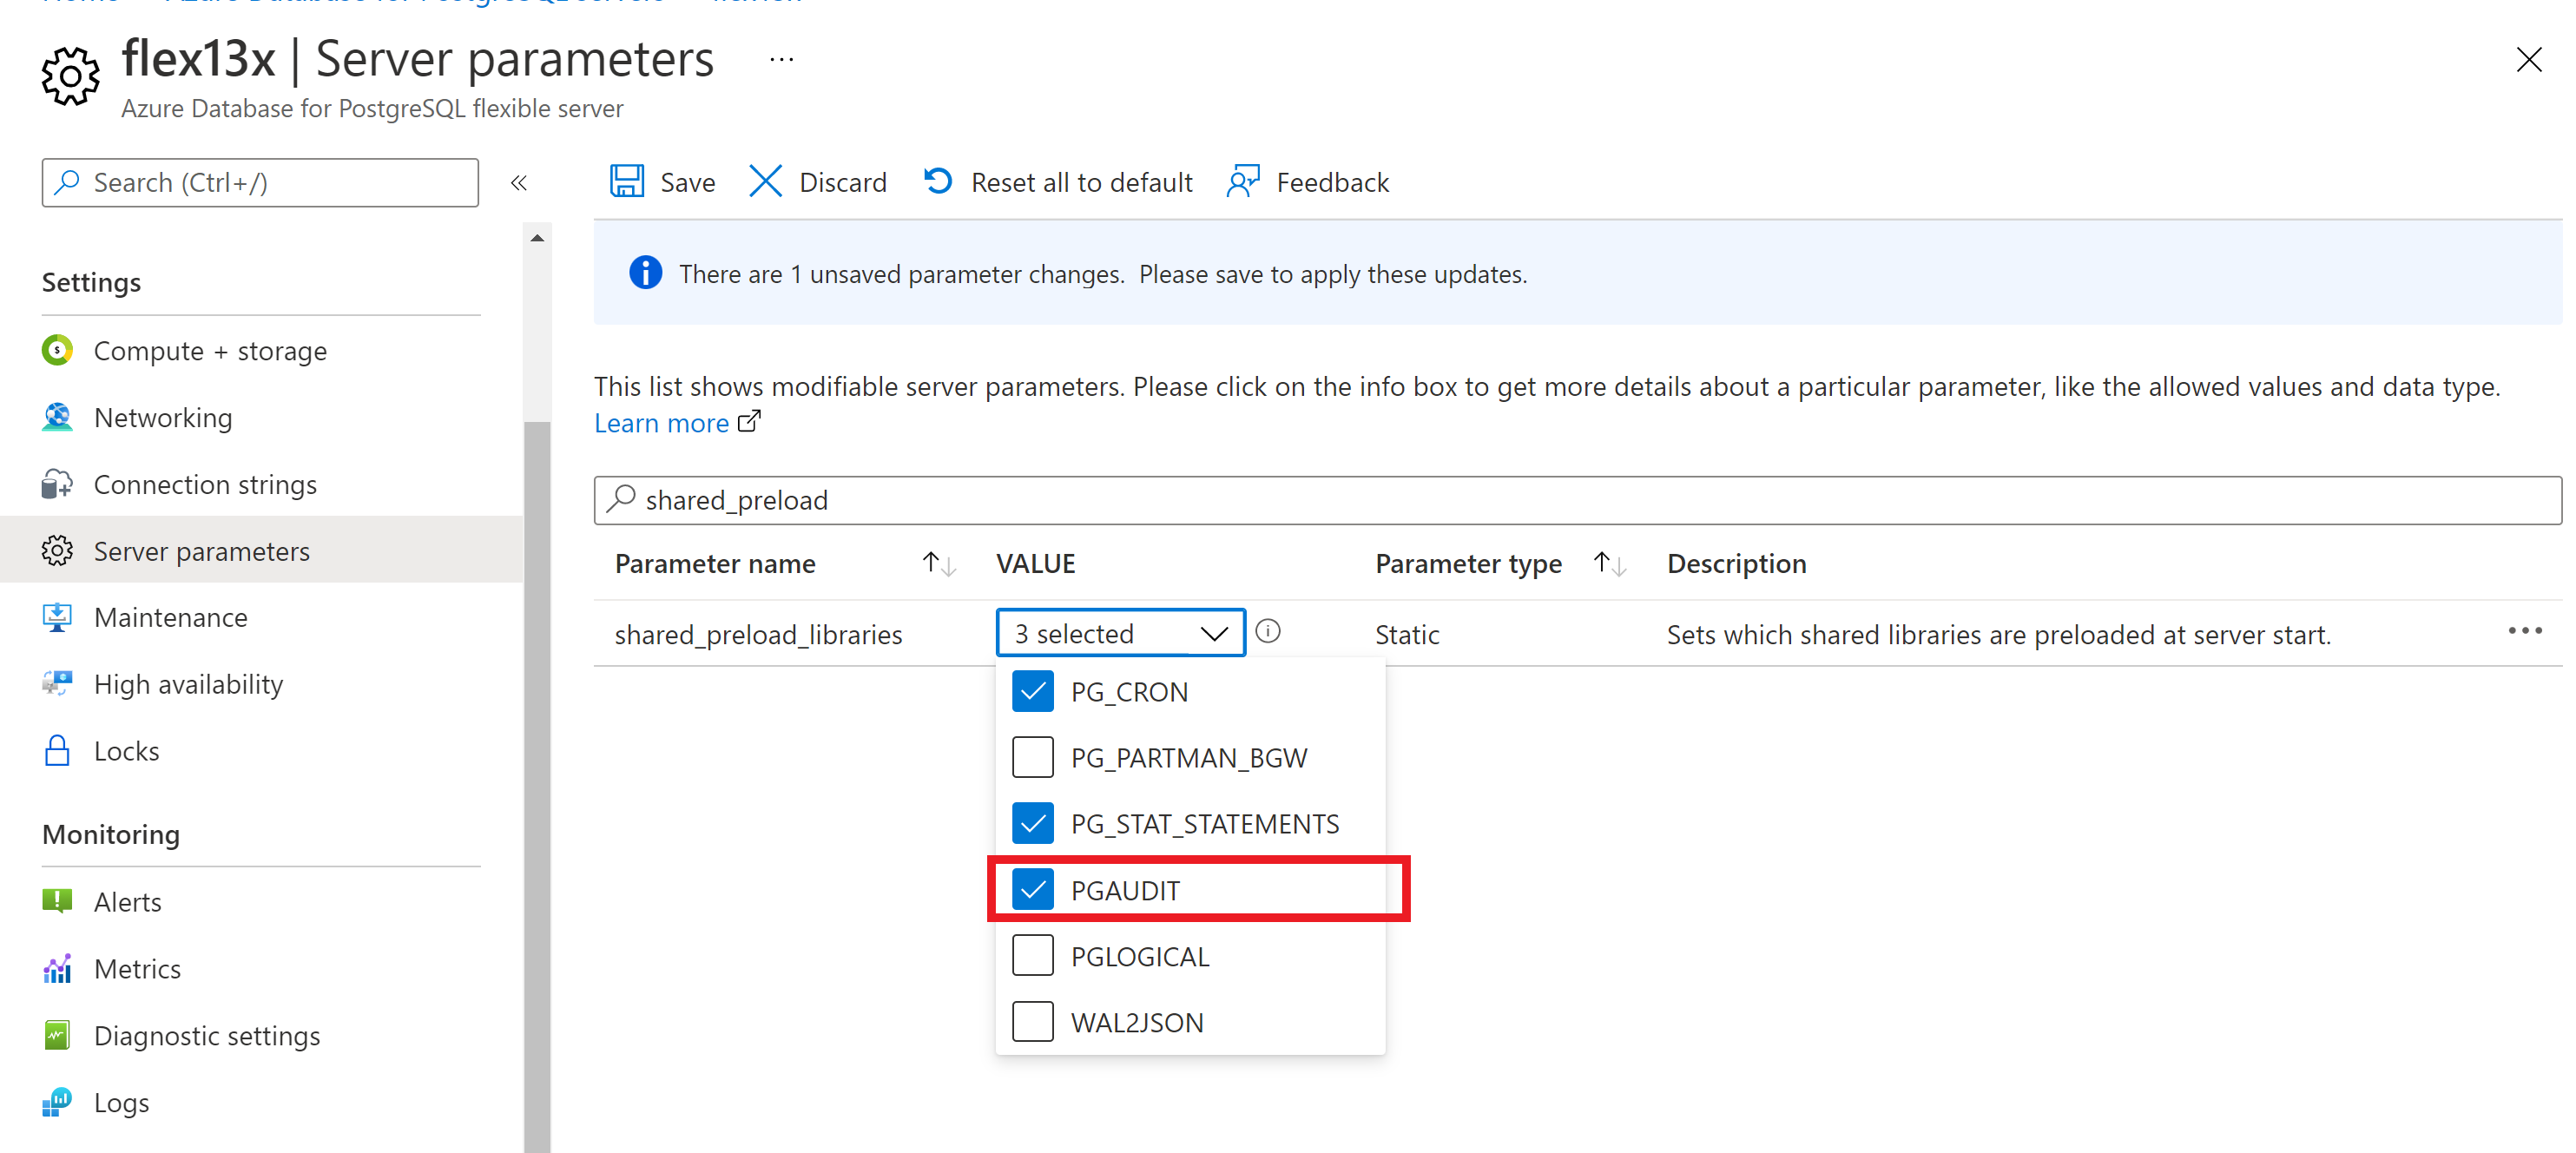 flex13x | Server parameters ...
Azure Database for PostgreSQL flexible server
Search (Ctrl+/)
«
Settings
Compute + storage
Networking
Connection strings
Server parameters
Maintenance
High availability
Locks
Monitoring
Alerts
Metrics
Diagnostic settings
Logs
Save
Discard
Reset all to default
Feedback
There are 1 unsaved parameter changes. Please save to apply these updates.
This list shows modifiable server parameters. Please click on the info box to get more details about a particular parameter, like the allowed values and data type.
Learn more
shared_preload
Parameter name VALUE Parameter type Description
shared_preload_libraries 3 selected Static Sets which shared libraries are preloaded at server start.
PG_CRON
PG_PARTMAN_BGW
PG_STAT_STATEMENTS
PGAUDIT
PGLOGICAL
WAL2JSON